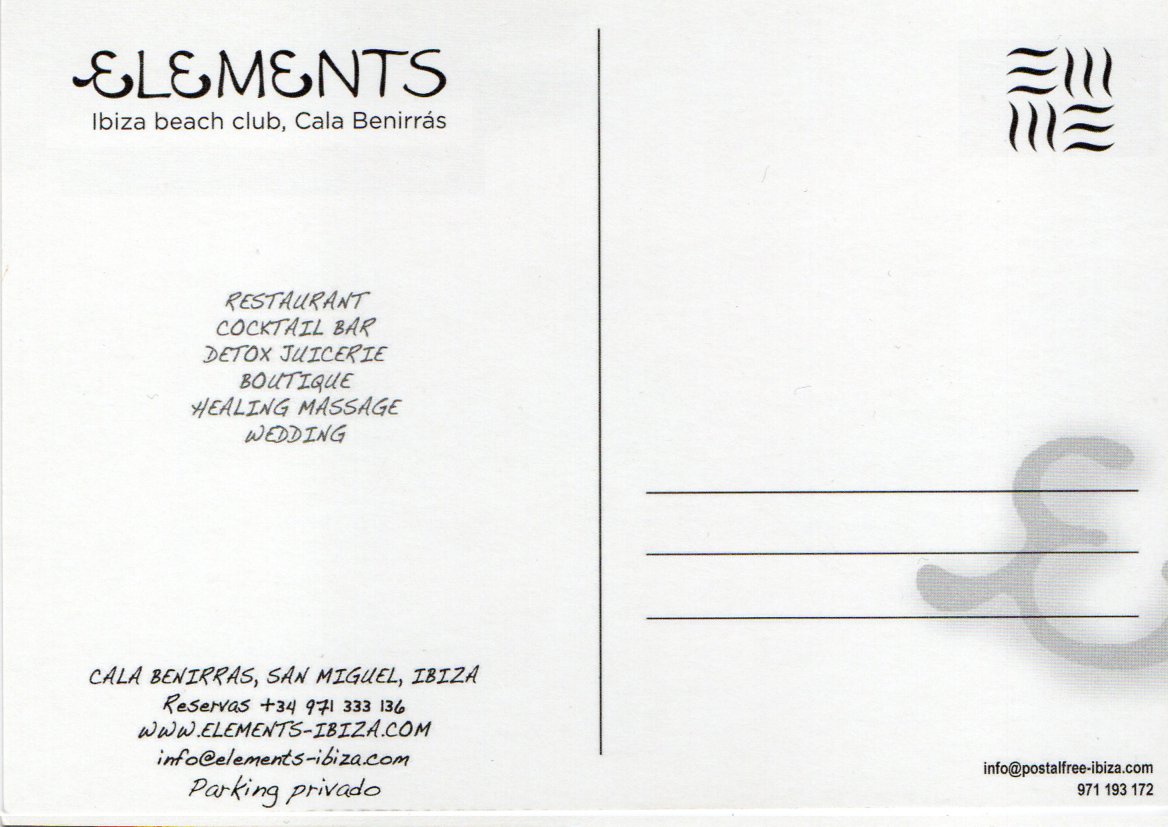 ELEMENTS
Ibiza beach club, Cala Benirrás
RESTAURANT
COCKTAIL BAR
DETOX JUICERIE
BOUTIQUE
HEALING MASSAGE
WEDDING
CALA BENIRRAS, SAN MIGUEL, IBIZA
Reservas +34 971 333 136
WWW.ELEMENTS-IBIZA.COM
info@elements-ibiza.com
Parking privado
info@postalfree-ibiza.com
971 193 172